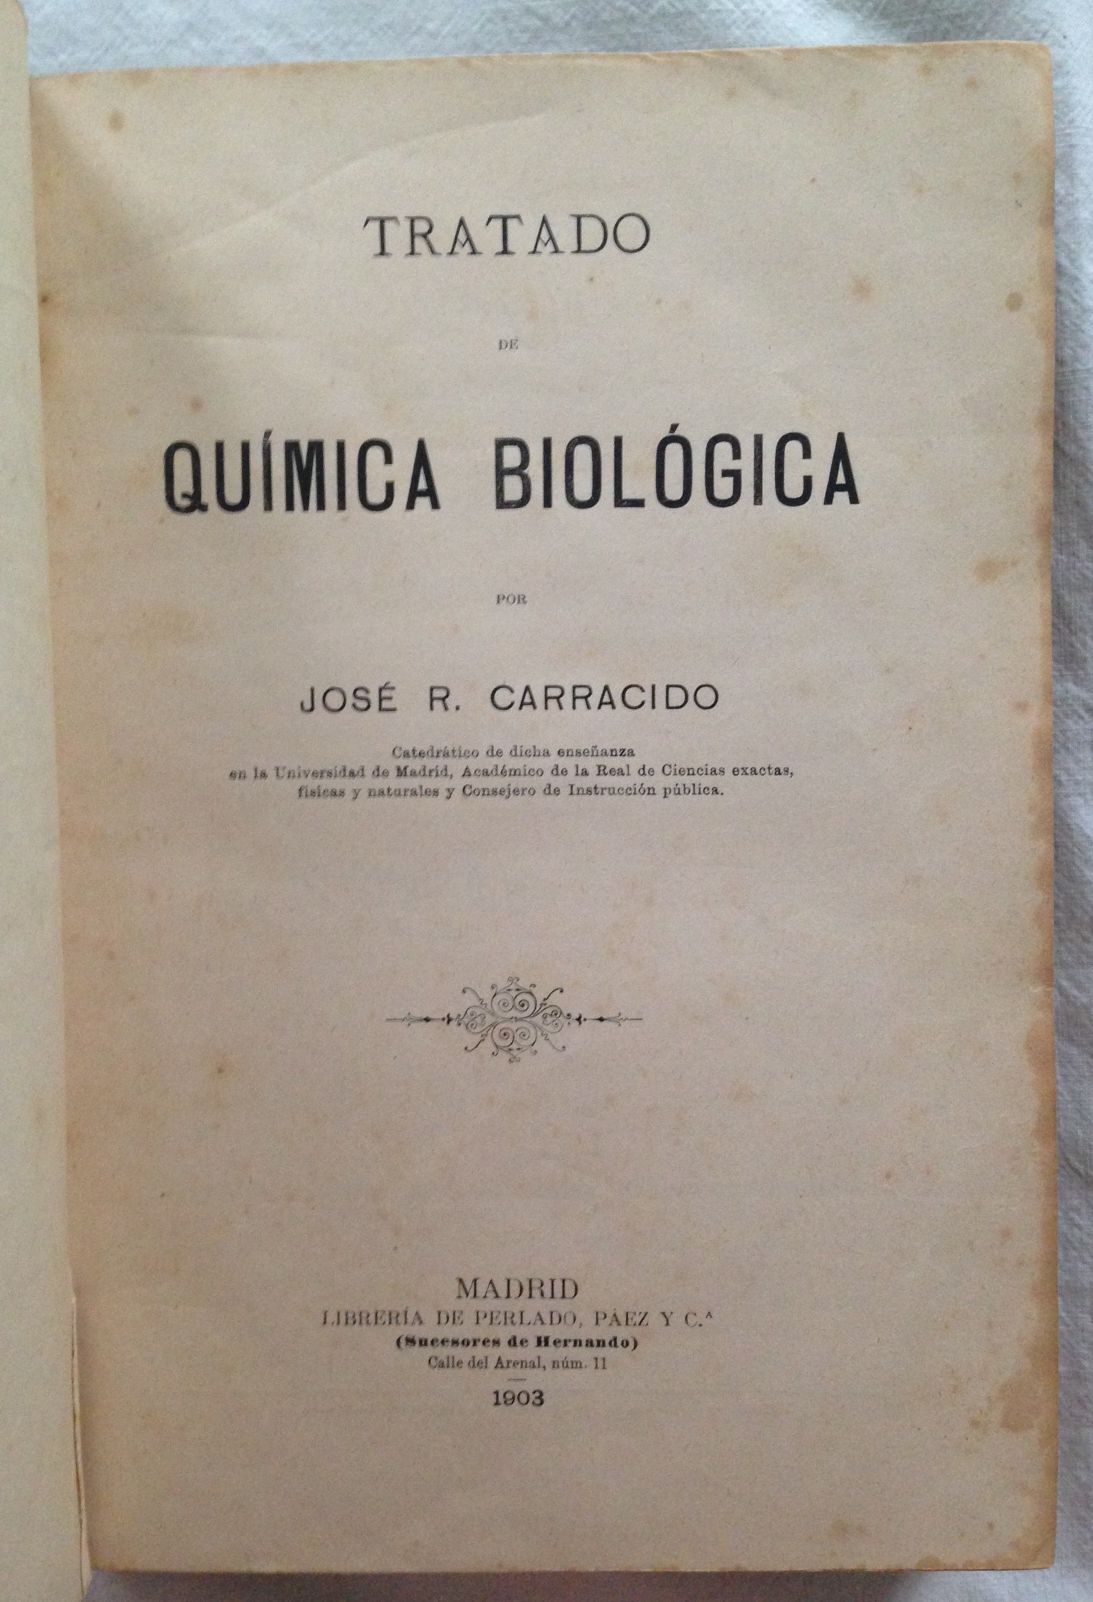 TRATADO
DE
QUÍMICA BIOLÓGICA
POR
JOSÉ R. CARRACIDO
Catedrático de dicha enseñanza
en la Universidad de Madrid, Académico de la Real de Ciencias exactas,
físicas y naturales y Consejero de Instrucción pública.
MADRID
LIBRERÍA DE PERLADO, PÁEZ Y C.ᴬ
(Sucesores de Hernando)
Calle del Arenal, núm. 11
1903